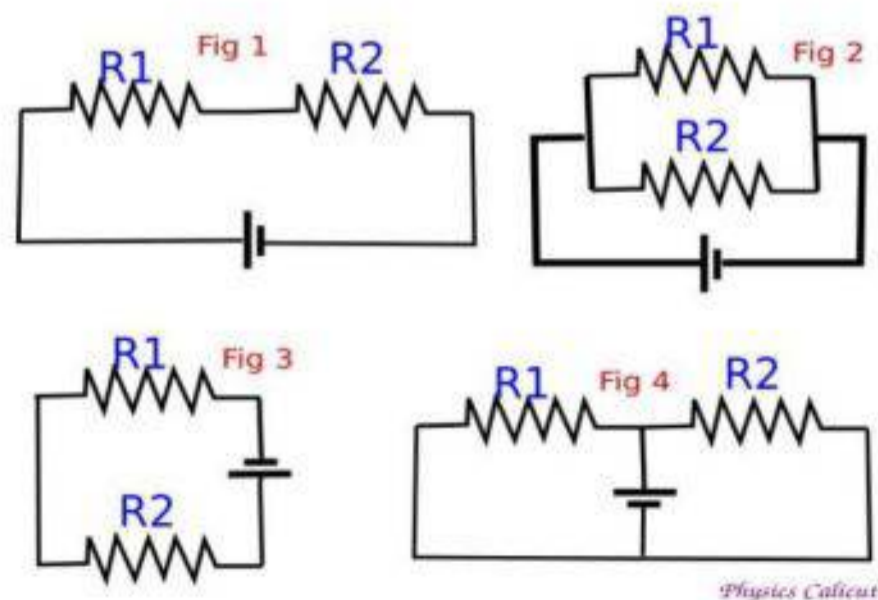 R1 Fig 1 R2
R1 Fig 2
R2
R1 Fig 3
R2
R1 Fig 4 R2
Physics Calicut